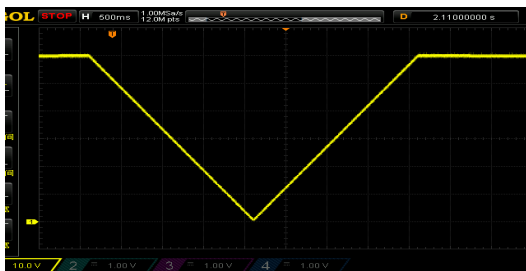 OL STOP H 500ms 1.00MSa/s 12.0M pts D 2.11000000 s
T
T
1
10.0 V 2 = 1.00 V 3 = 1.00 V 4 = 1.00 V